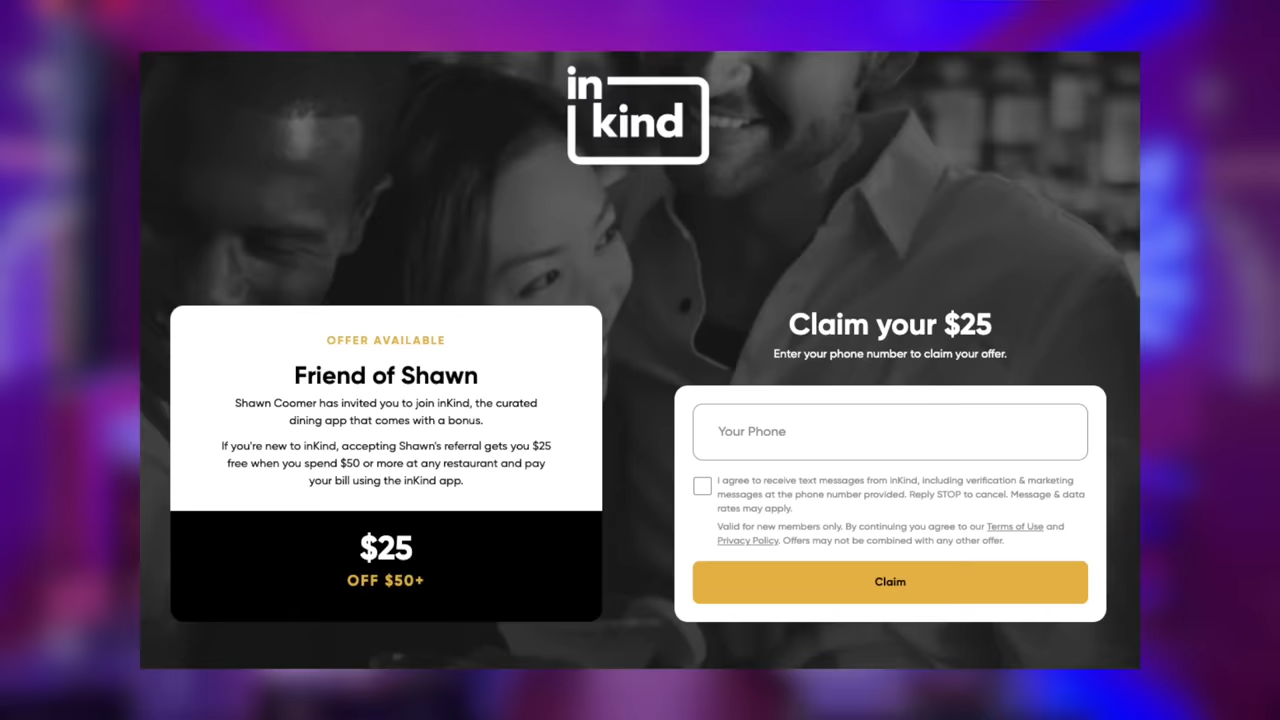 in
kind
OFFER AVAILABLE
Friend of Shawn
Shawn Coomer has invited you to join inKind, the curated
dining app that comes with a bonus.
If you're new to inKind, accepting Shawn's referral gets you $25
free when you spend $50 or more at any restaurant and pay
your bill using the inKind app.
$25
OFF $50+
Claim your $25
Enter your phone number to claim your offer.
Your Phone
I agree to receive text messages from inKind, including verification & marketing
messages at the phone number provided. Reply STOP to cancel. Message & data
rates may apply.
Valid for new members only. By continuing you agree to our Terms of Use and
Privacy Policy. Offers may not be combined with any other offer.
Claim